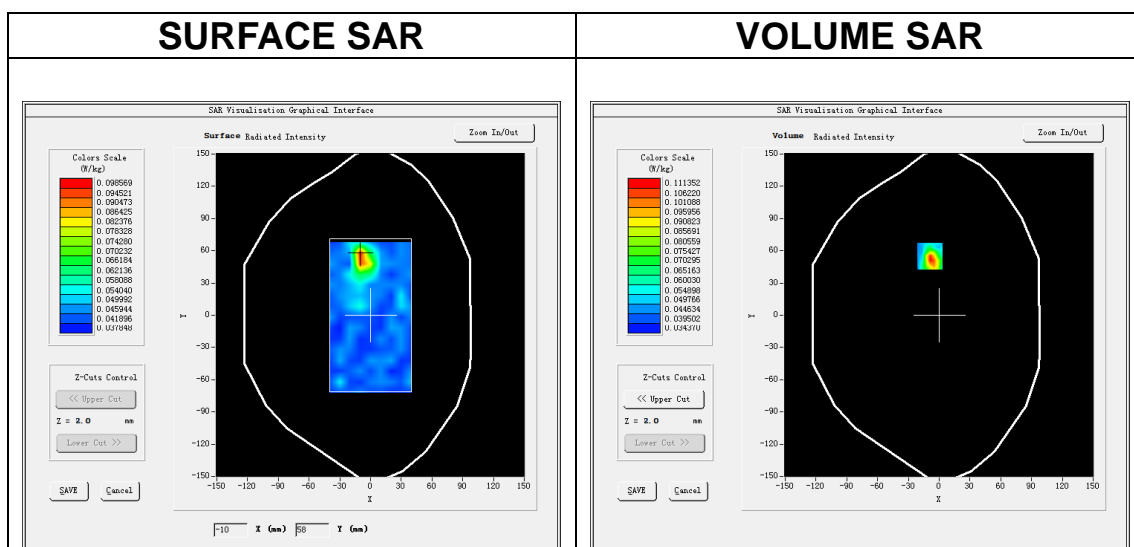 SURFACE SAR
VOLUME SAR
SAR Visualisation Graphical Interface
Surface Radiated Intensity
Zoom In/Out
Colors Scale
(W/kg)
0.098569
0.094521
0.090473
0.086425
0.082376
0.078328
0.074280
0.070232
0.066184
0.062136
0.058088
0.054040
0.049992
0.045944
0.041896
0.037848
Z-Cuts Control
<< Upper Cut
Z = 2.0 mm
Lower Cut >>
SAVE Cancel
150
120
90
60
30
0
-30
-60
-90
-120
-150
Y
-150 -120 -90 -60 -30 0 30 60 90 120 150
X
-10 X (mm) 58 Y (mm)
SAR Visualisation Graphical Interface
Volume Radiated Intensity
Zoom In/Out
Colors Scale
(W/kg)
0.111352
0.106220
0.101088
0.095956
0.090823
0.085691
0.080559
0.075427
0.070295
0.065163
0.060030
0.054898
0.049766
0.044634
0.039502
0.034370
Z-Cuts Control
<< Upper Cut
Z = 2.0 mm
Lower Cut >>
SAVE Cancel
150
120
90
60
30
0
-30
-60
-90
-120
-150
Y
-150 -120 -90 -60 -30 0 30 60 90 120 150
X